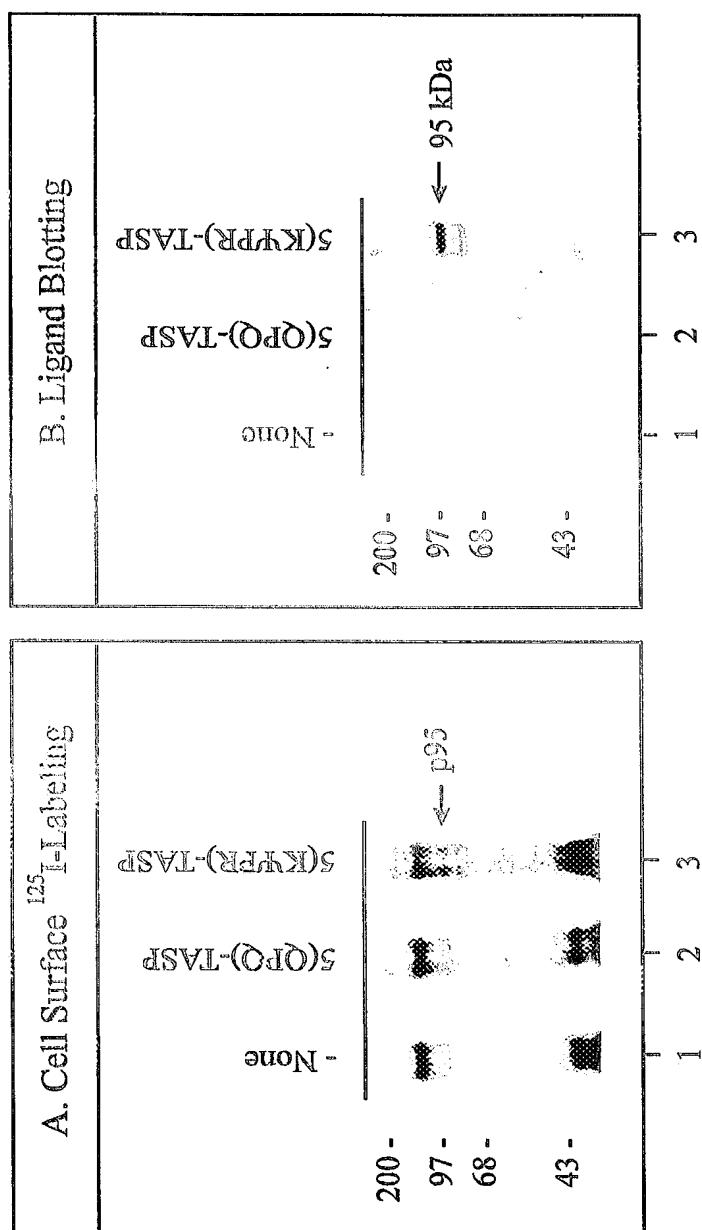 A. Cell Surface ¹²⁵I-Labeling
- None
5(QPQ)-TASP
5(KΨPR)-TASP
200 -
97 -
68 -
43 -
← p95
1 2 3
B. Ligand Blotting
- None
5(QPQ)-TASP
5(KΨPR)-TASP
200 -
97 -
68 -
43 -
← 95 kDa
1 2 3